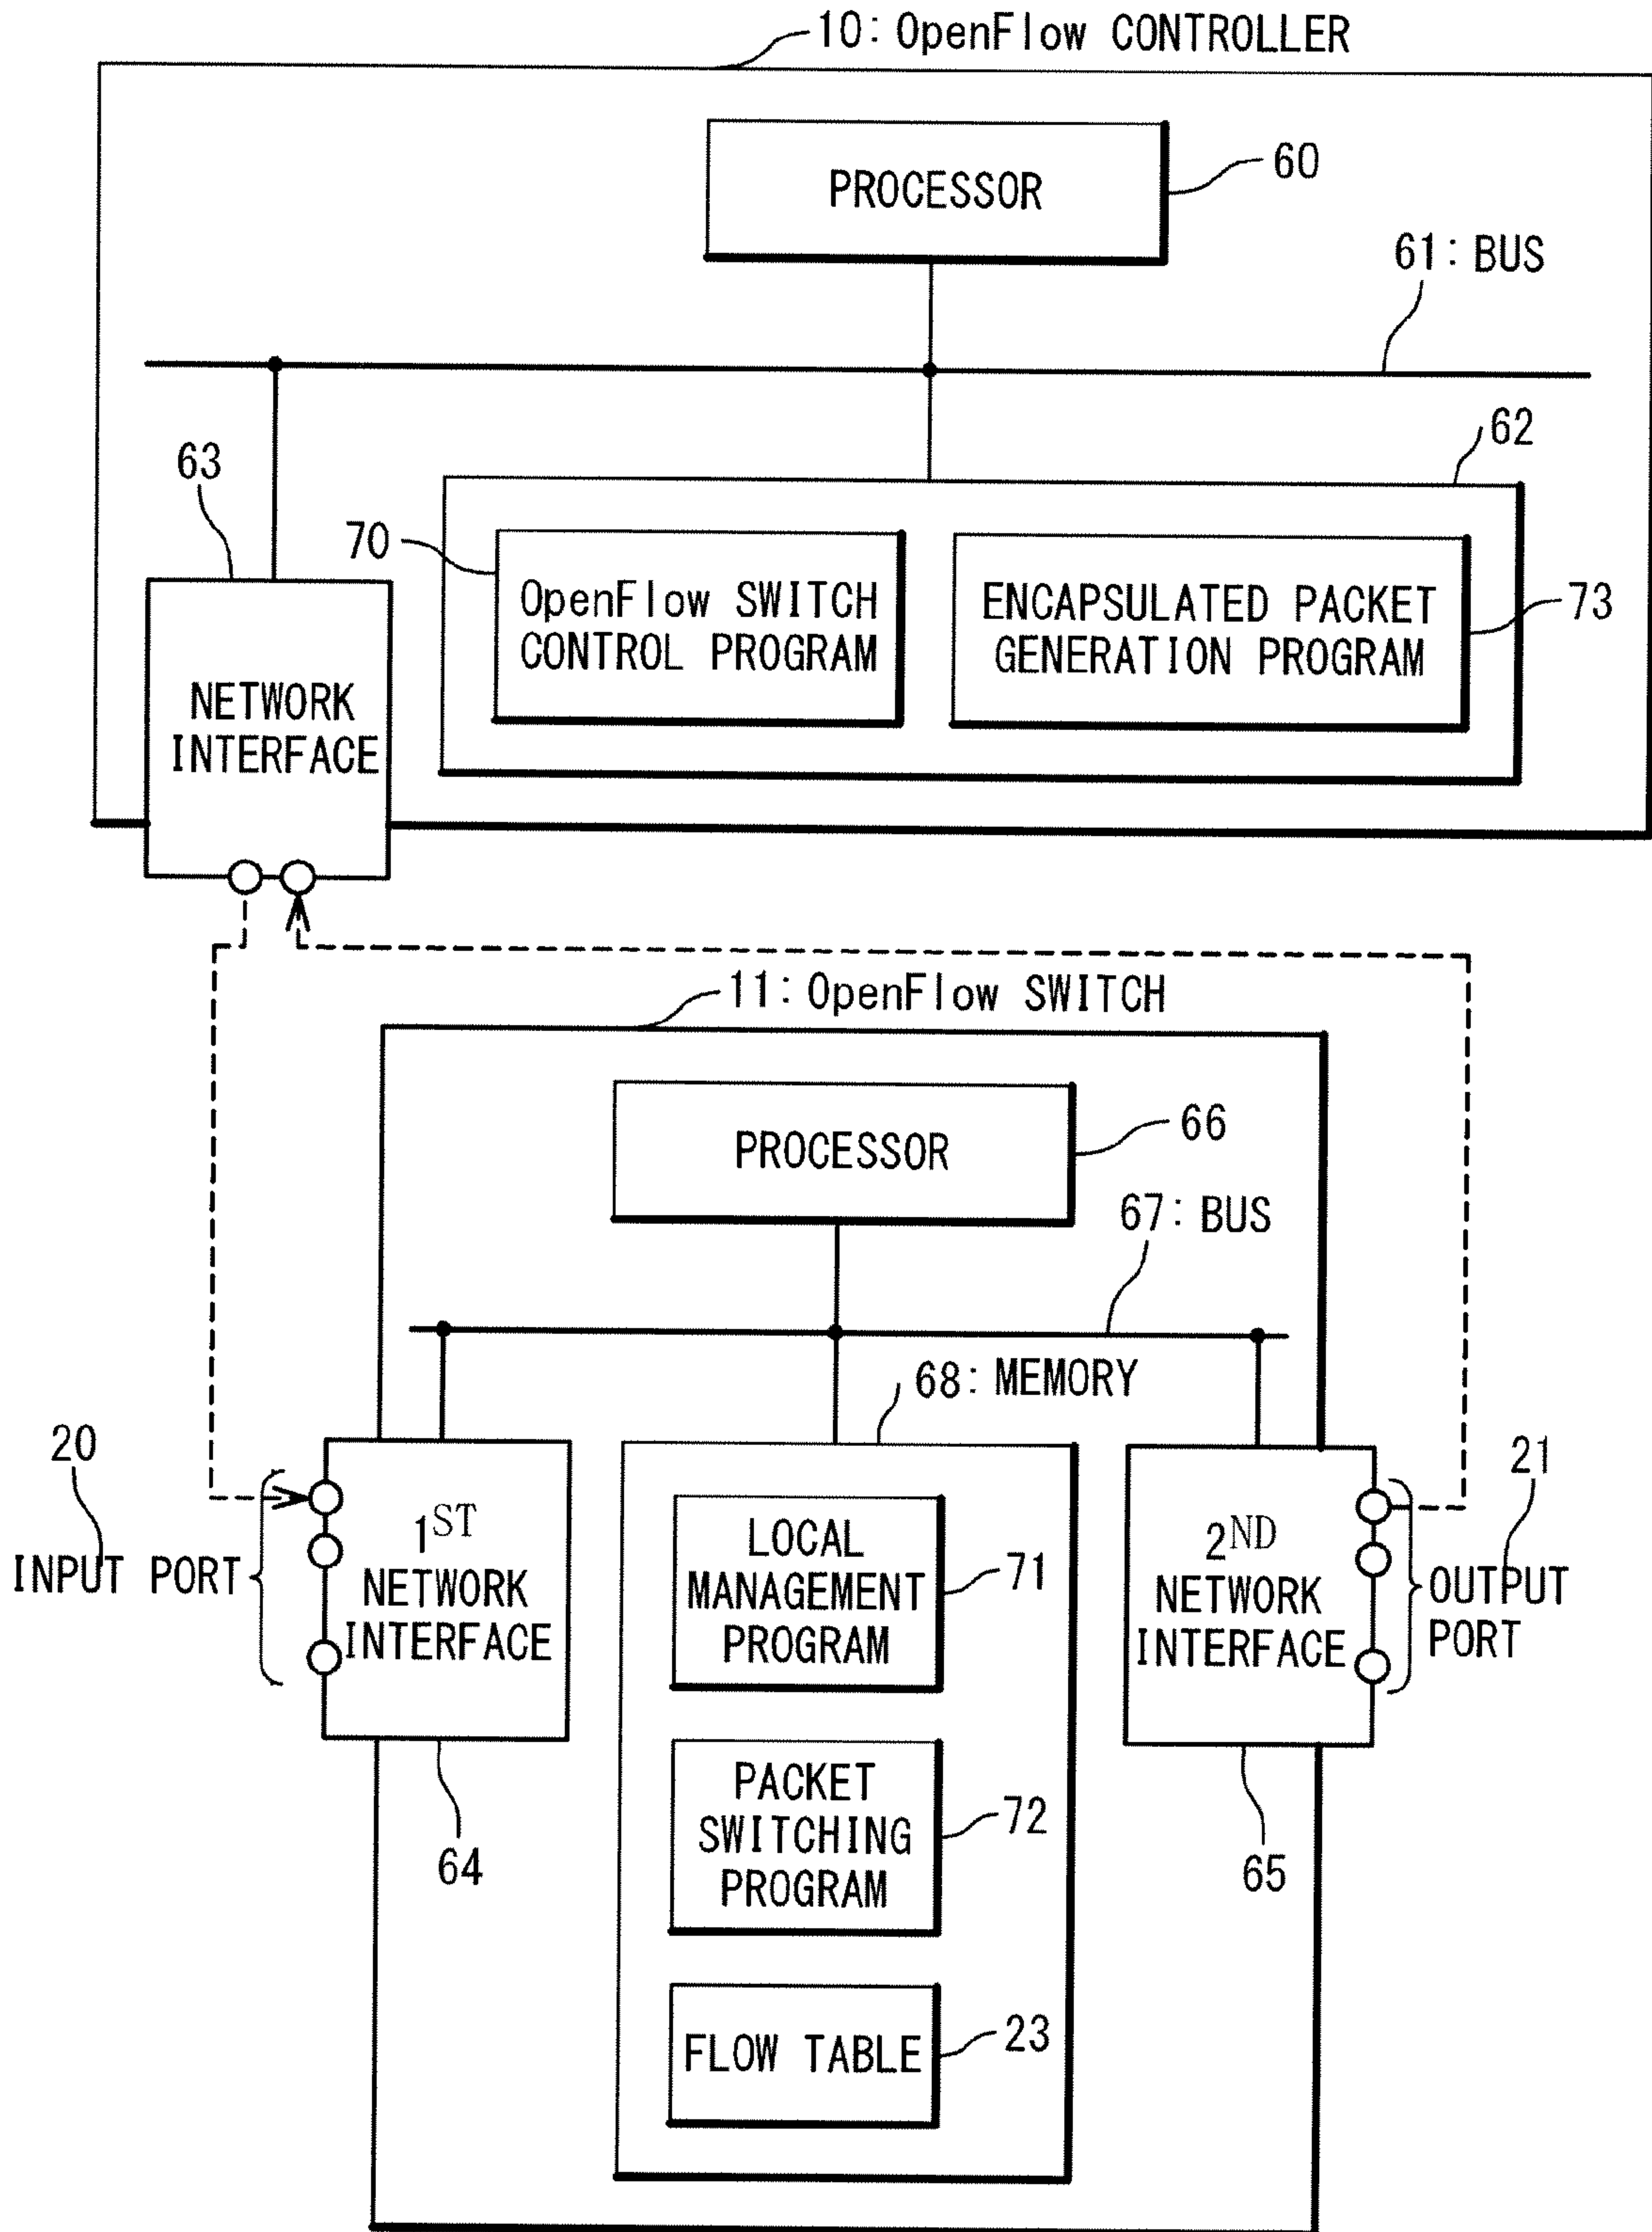 10: OpenFlow CONTROLLER
PROCESSOR
60
61: BUS
62
63
70
OpenFlow SWITCH
CONTROL PROGRAM
ENCAPSULATED PACKET
GENERATION PROGRAM
73
NETWORK
INTERFACE
11: OpenFlow SWITCH
PROCESSOR
66
67: BUS
68: MEMORY
20
INPUT PORT
1ST
NETWORK
INTERFACE
64
LOCAL
MANAGEMENT
PROGRAM
71
PACKET
SWITCHING
PROGRAM
72
FLOW TABLE
23
2ND
NETWORK
INTERFACE
65
21
OUTPUT
PORT